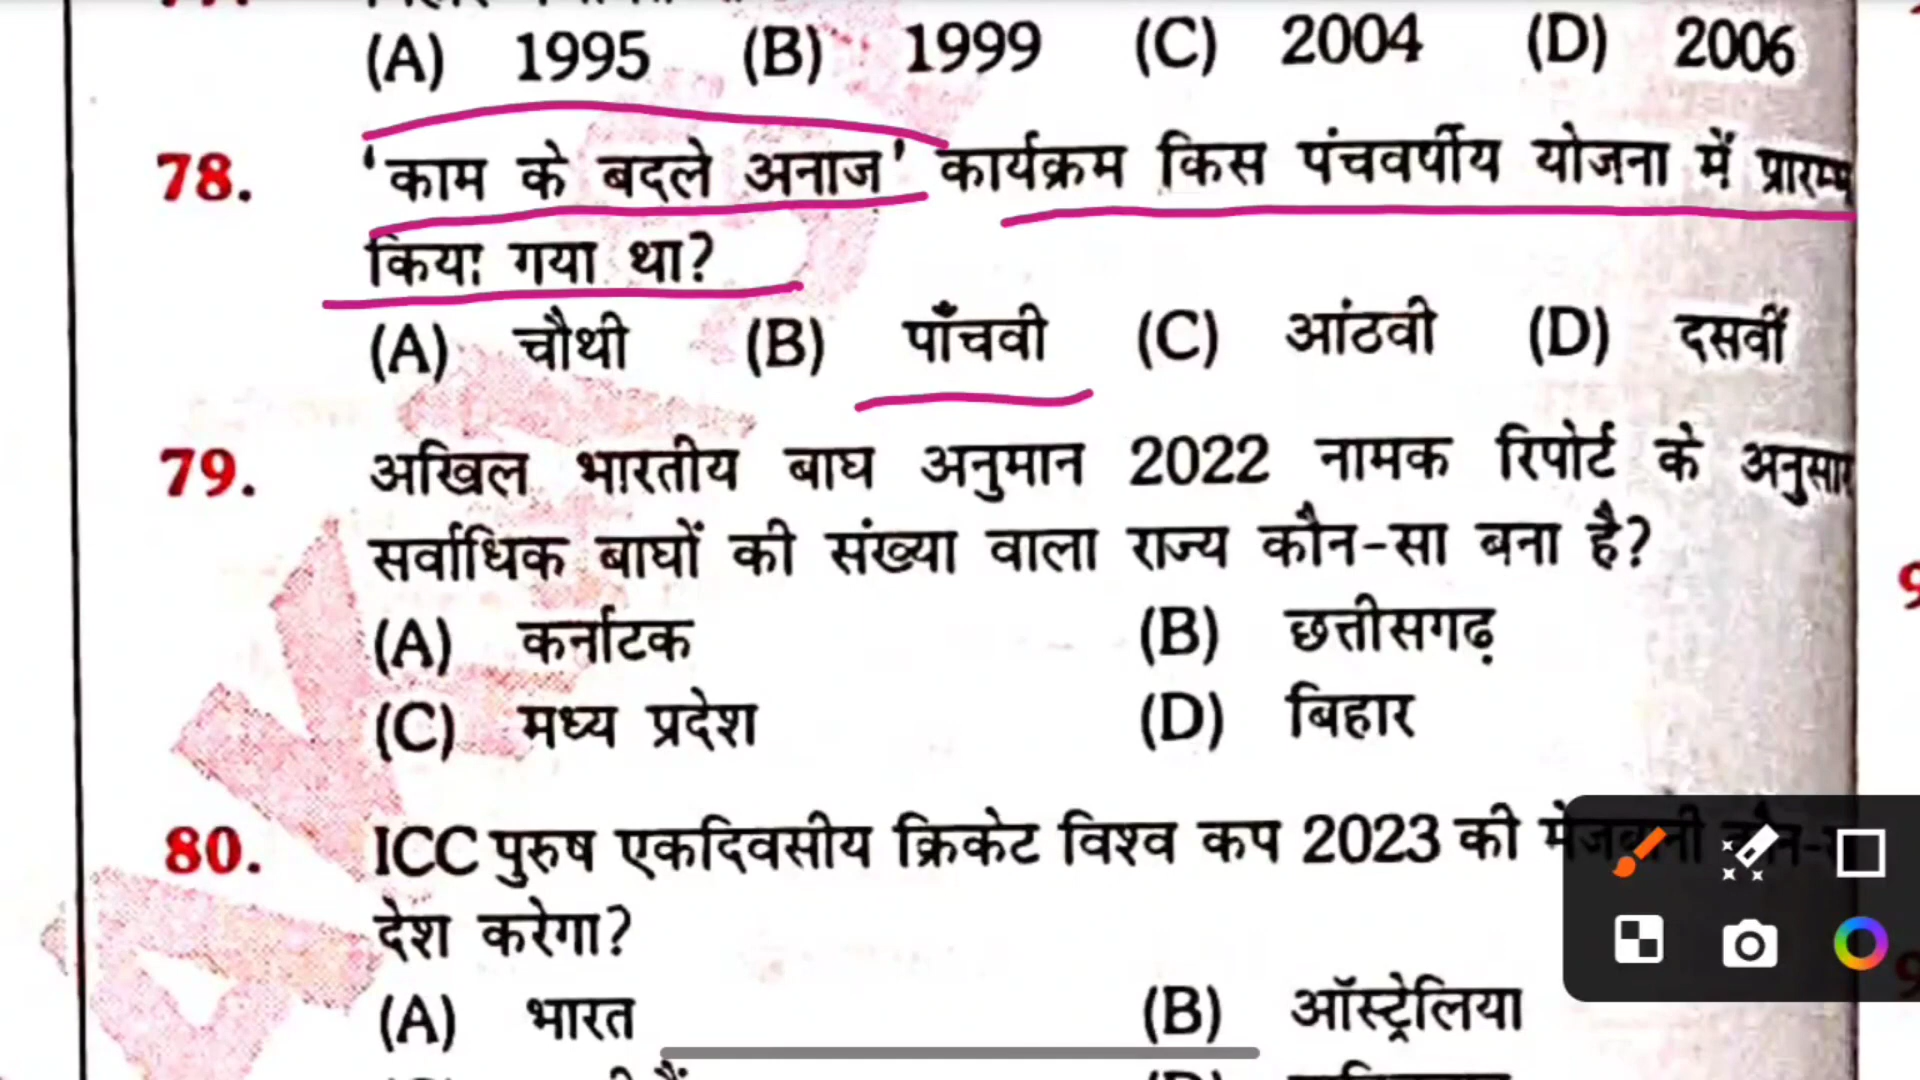 (A) 1995 (B) 1999 (C) 2004 (D) 2006
78. 'काम के बदले अनाज' कार्यक्रम किस पंचवर्षीय योजना में प्रारम्भ
किया गया था?
(A) चौथी (B) पाँचवी (C) आंठवी (D) दसवीं
79. अखिल भारतीय बाघ अनुमान 2022 नामक रिपोर्ट के अनुसार
सर्वाधिक बाघों की संख्या वाला राज्य कौन-सा बना है?
(A) कर्नाटक (B) छत्तीसगढ़
(C) मध्य प्रदेश (D) बिहार
80. ICC पुरुष एकदिवसीय क्रिकेट विश्व कप 2023 की मेजबानी कौन-सा
देश करेगा?
(A) भारत (B) ऑस्ट्रेलिया